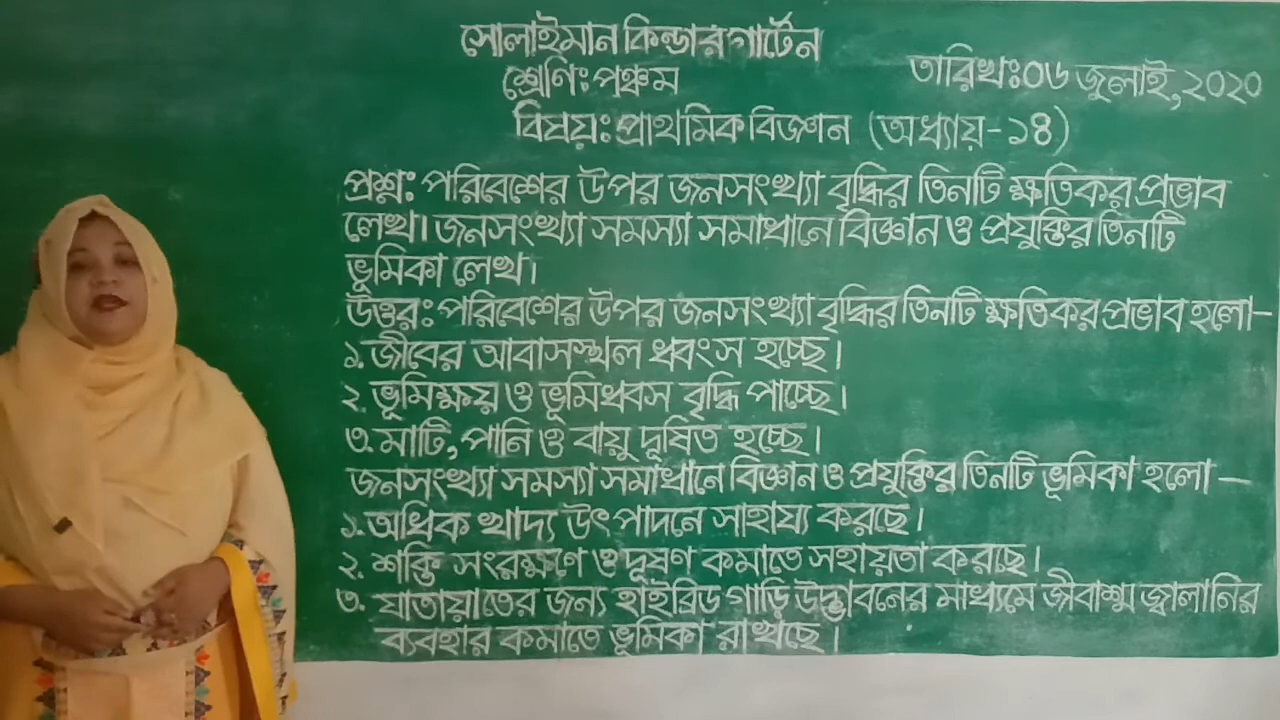 সোলাইমান কিন্ডার গার্টেন
শ্রেণিঃ পঞ্চম
তারিখঃ ০৬ জুলাই, ২০২০
বিষয়ঃ প্রাথমিক বিজ্ঞান (অধ্যায়-১৪)
প্রশ্নঃ পরিবেশের উপর জনসংখ্যা বৃদ্ধির তিনটি ক্ষতিকর প্রভাব
লেখ। জনসংখ্যা সমস্যা সমাধানে বিজ্ঞান ও প্রযুক্তির তিনটি
ভূমিকা লেখ।
উত্তরঃ পরিবেশের উপর জনসংখ্যা বৃদ্ধির তিনটি ক্ষতিকর প্রভাব হলো—
১. জীবের আবাসস্থল ধ্বংস হচ্ছে।
২. ভূমিক্ষয় ও ভূমিধ্বস বৃদ্ধি পাচ্ছে।
৩. মাটি, পানি ও বায়ু দূষিত হচ্ছে।
জনসংখ্যা সমস্যা সমাধানে বিজ্ঞান ও প্রযুক্তির তিনটি ভূমিকা হলো —
১. অধিক খাদ্য উৎপাদনে সাহায্য করছে।
২. শক্তি সংরক্ষণে ও দূষণ কমাতে সহায়তা করছে।
৩. যাতায়াতের জন্য হাইব্রিড গাড়ি উদ্ভাবনের মাধ্যমে জীবাশ্ম জ্বালানির
ব্যবহার কমাতে ভূমিকা রাখছে।